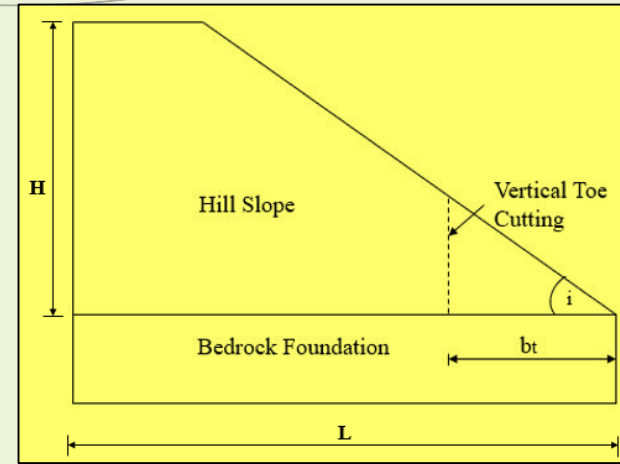 H
Hill Slope
Vertical Toe
Cutting
i
Bedrock Foundation
bt
L